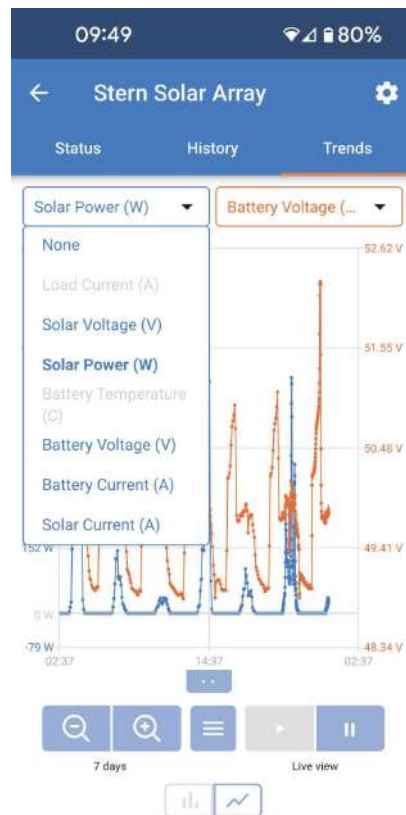 09:49 80%
Stern Solar Array
Status History Trends
Solar Power (W) Battery Voltage (...
None
Load Current (A)
Solar Voltage (V)
Solar Power (W)
Battery Temperature
(C)
Battery Voltage (V)
Battery Current (A)
Solar Current (A)
52.62 V
51.55 V
50.48 V
152 W 49.41 V
0 W
-79 W 48.34 V
02:37 14:37 02:37
7 days Live view